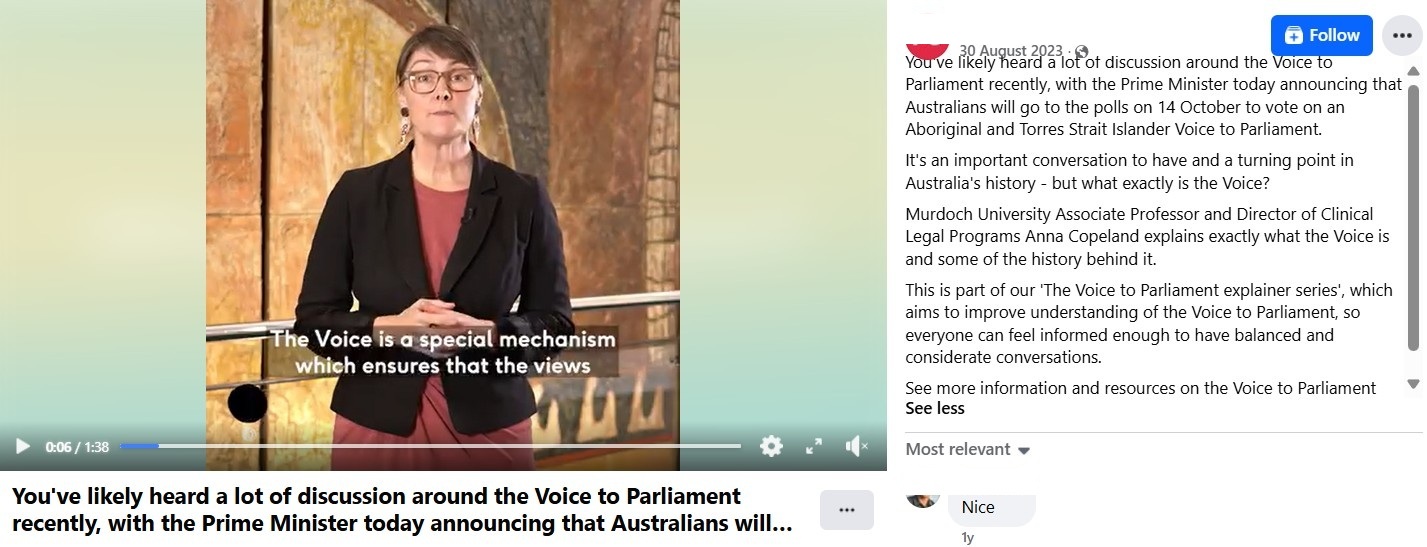 The Voice is a special mechanism
which ensures that the views
0:06 / 1:38
You've likely heard a lot of discussion around the Voice to Parliament
recently, with the Prime Minister today announcing that Australians will...
Follow
30 August 2023 ·
You've likely heard a lot of discussion around the Voice to
Parliament recently, with the Prime Minister today announcing that
Australians will go to the polls on 14 October to vote on an
Aboriginal and Torres Strait Islander Voice to Parliament.
It's an important conversation to have and a turning point in
Australia's history - but what exactly is the Voice?
Murdoch University Associate Professor and Director of Clinical
Legal Programs Anna Copeland explains exactly what the Voice is
and some of the history behind it.
This is part of our 'The Voice to Parliament explainer series', which
aims to improve understanding of the Voice to Parliament, so
everyone can feel informed enough to have balanced and
considerate conversations.
See more information and resources on the Voice to Parliament
See less
Most relevant
Nice
1y